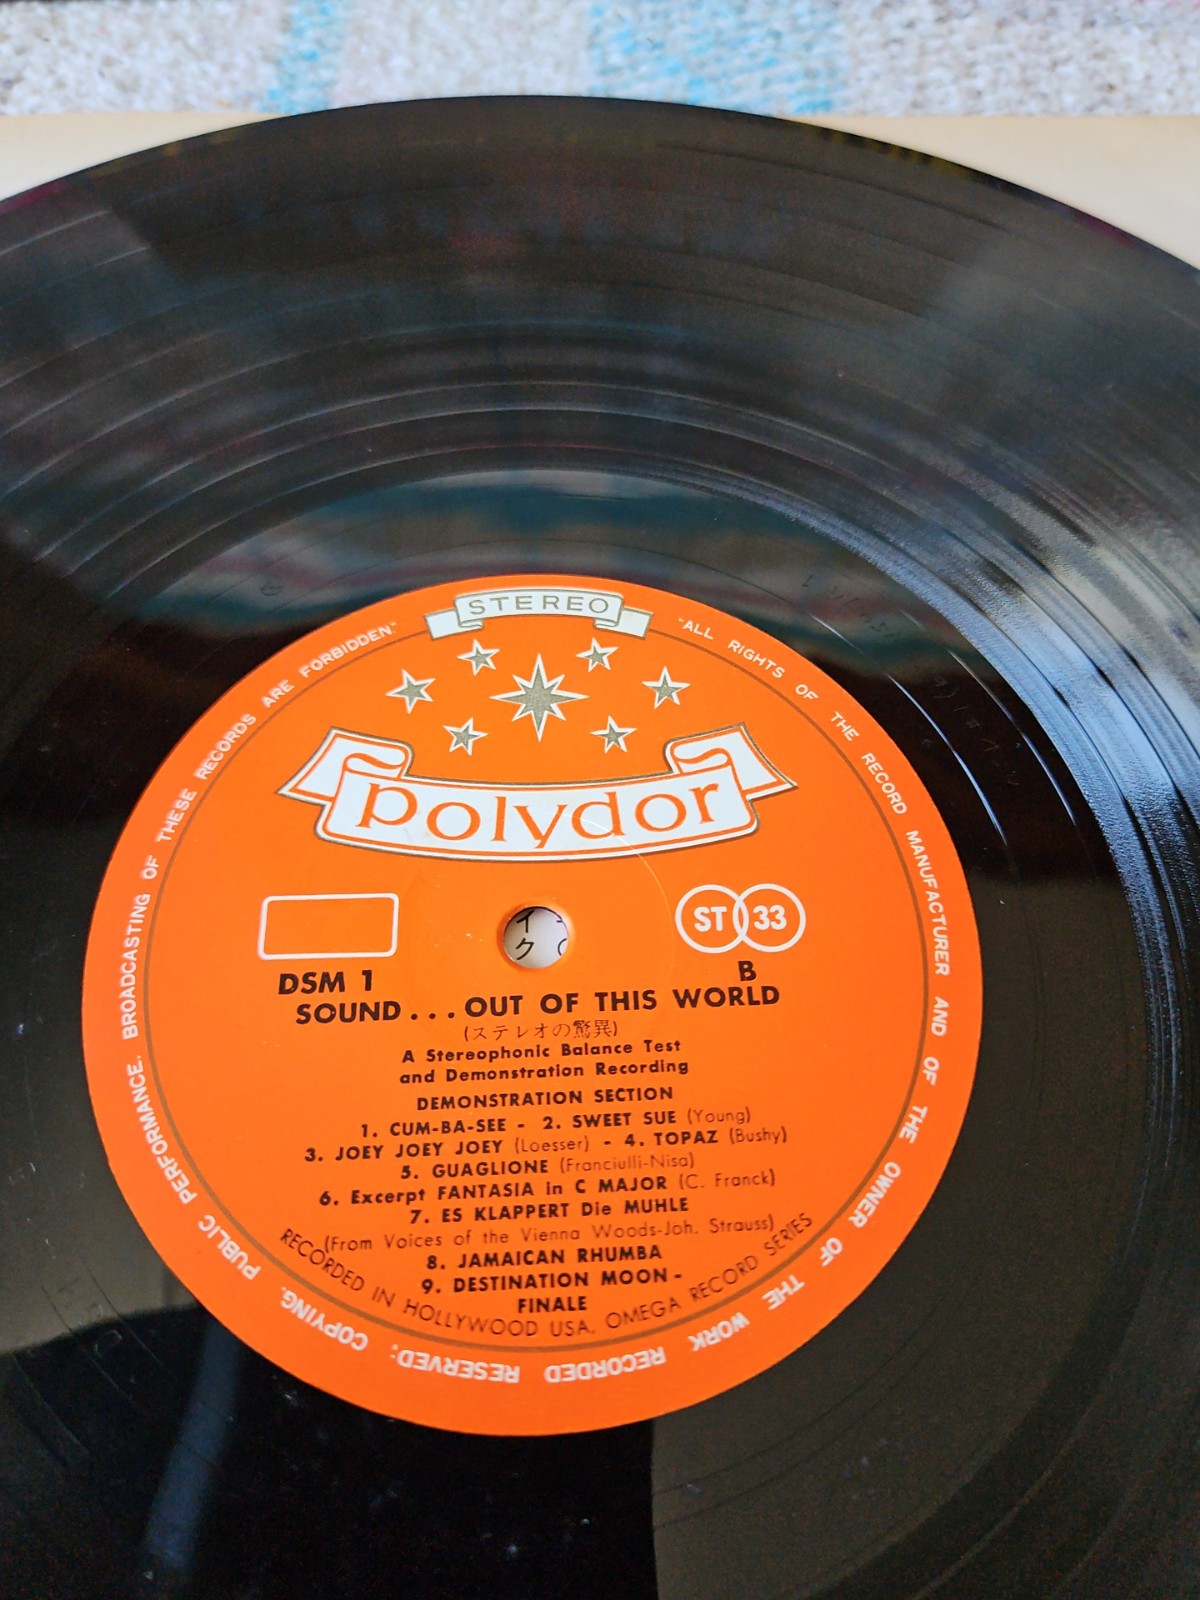 STEREO
polydor
ST 33
イ
ク
DSM 1
B
SOUND...OUT OF THIS WORLD
(ステレオの驚異)
A Stereophonic Balance Test
and Demonstration Recording
DEMONSTRATION SECTION
1. CUM-BA-SEE - 2. SWEET SUE (Young)
3. JOEY JOEY JOEY (Loesser) - 4. TOPAZ (Bushy)
5. GUAGLIONE (Franciulli-Nisa)
6. Excerpt FANTASIA in C MAJOR (C. Franck)
7. ES KLAPPERT Die MUHLE
(From Voices of the Vienna Woods-Joh. Strauss)
8. JAMAICAN RHUMBA
9. DESTINATION MOON -
FINALE
RECORDED IN HOLLYWOOD USA. OMEGA RECORD SERIES
"ALL RIGHTS OF THE RECORD MANUFACTURER AND OF THE OWNER OF THE WORK RECORDED RESERVED; COPYING. PUBLIC PERFORMANCE. BROADCASTING OF THESE RECORDS ARE FORBIDDEN."